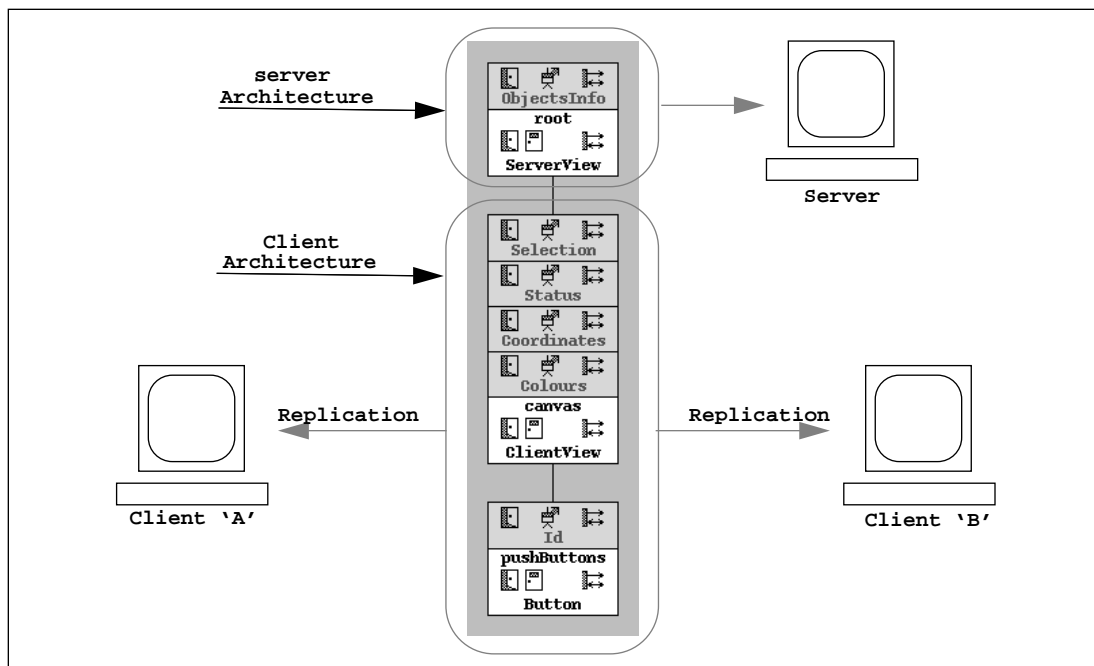 server
Architecture
ObjectsInfo
root
ServerView
Server
Client
Architecture
Selection
Status
Coordinates
Colours
canvas
ClientView
Replication
Replication
Client ‘A’
Client ‘B’
Id
pushButtons
Button